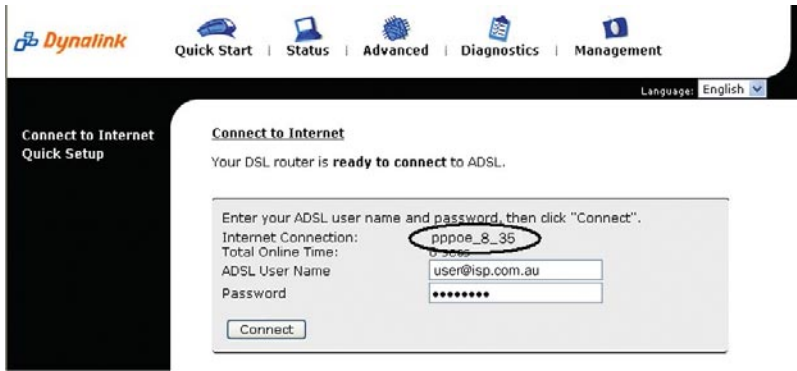 Dynalink
Quick Start | Status | Advanced | Diagnostics | Management
Language: English
Connect to Internet
Quick Setup
Connect to Internet
Your DSL router is ready to connect to ADSL.
Enter your ADSL user name and password, then click "Connect".
Internet Connection: pppoe_8_35
Total Online Time: 0 secs
ADSL User Name user@isp.com.au
Password ••••••••
Connect